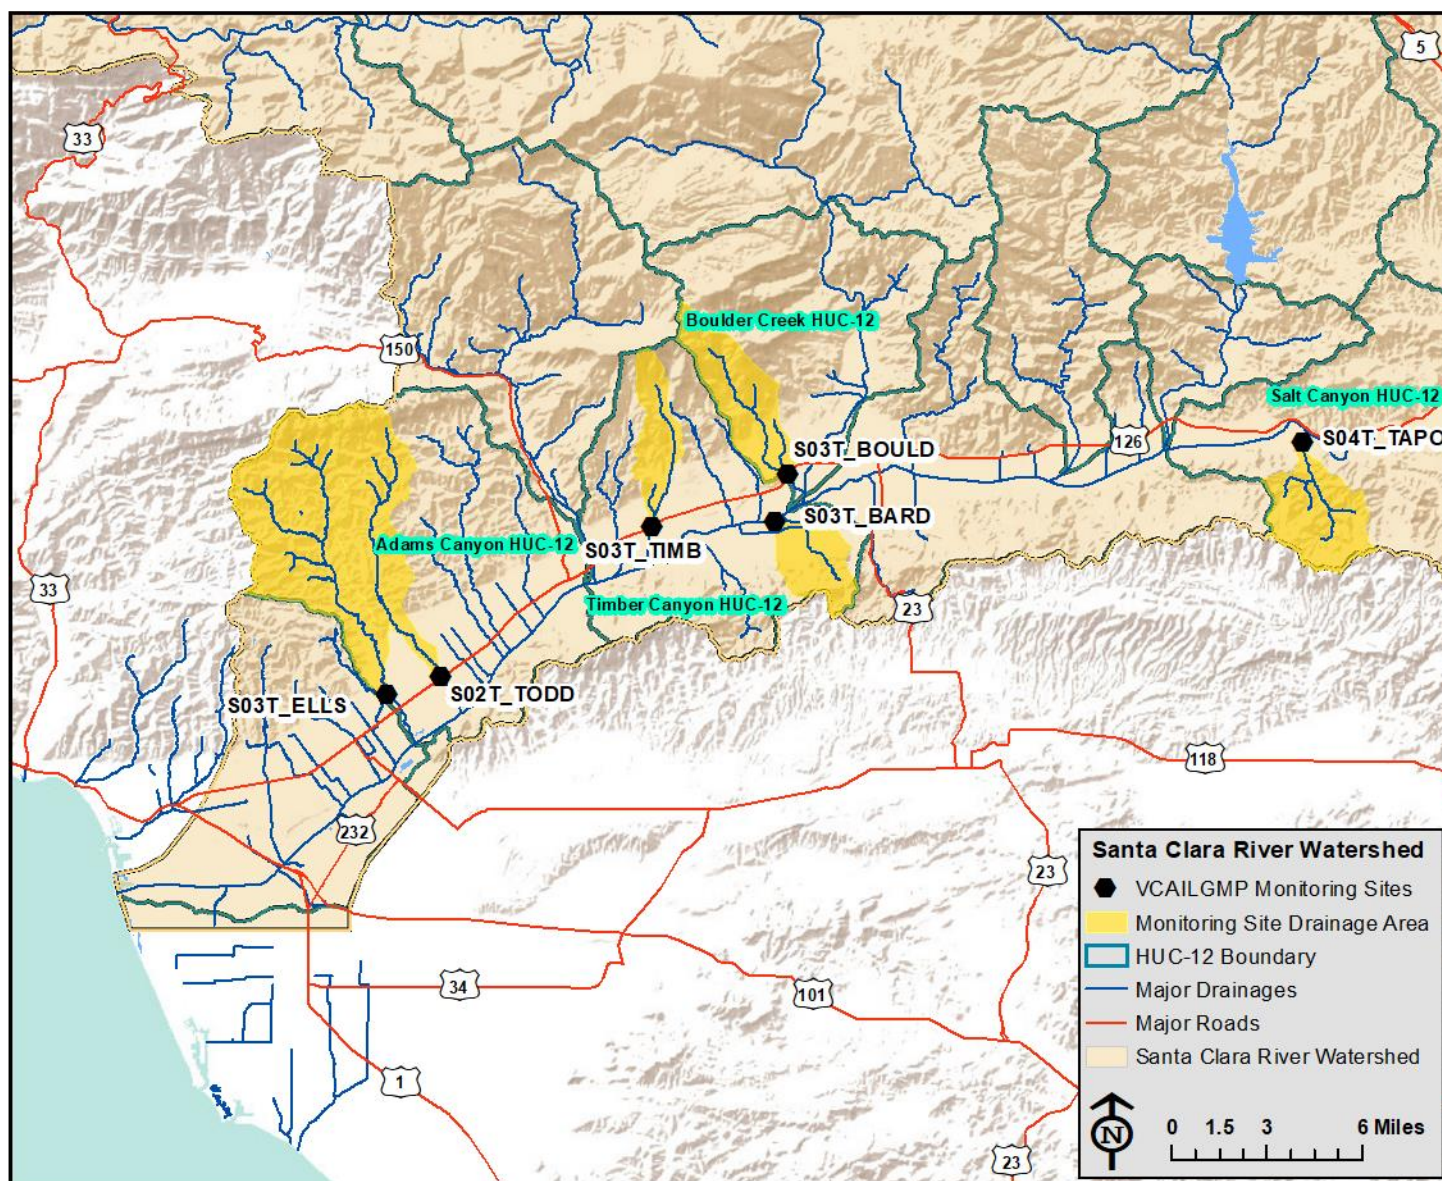 5
33
Boulder Creek HUC-12
150
Salt Canyon HUC-12
126
S04T_TAPO
S03T_BOULD
S03T_BARD
Adams Canyon HUC-12
S03T_TIMB
33
Timber Canyon HUC-12
23
S03T_ELLS
S02T_TODD
118
232
23
34
101
1
23
Santa Clara River Watershed
VCAILGMP Monitoring Sites
Monitoring Site Drainage Area
HUC-12 Boundary
Major Drainages
Major Roads
Santa Clara River Watershed
N
0 1.5 3 6 Miles